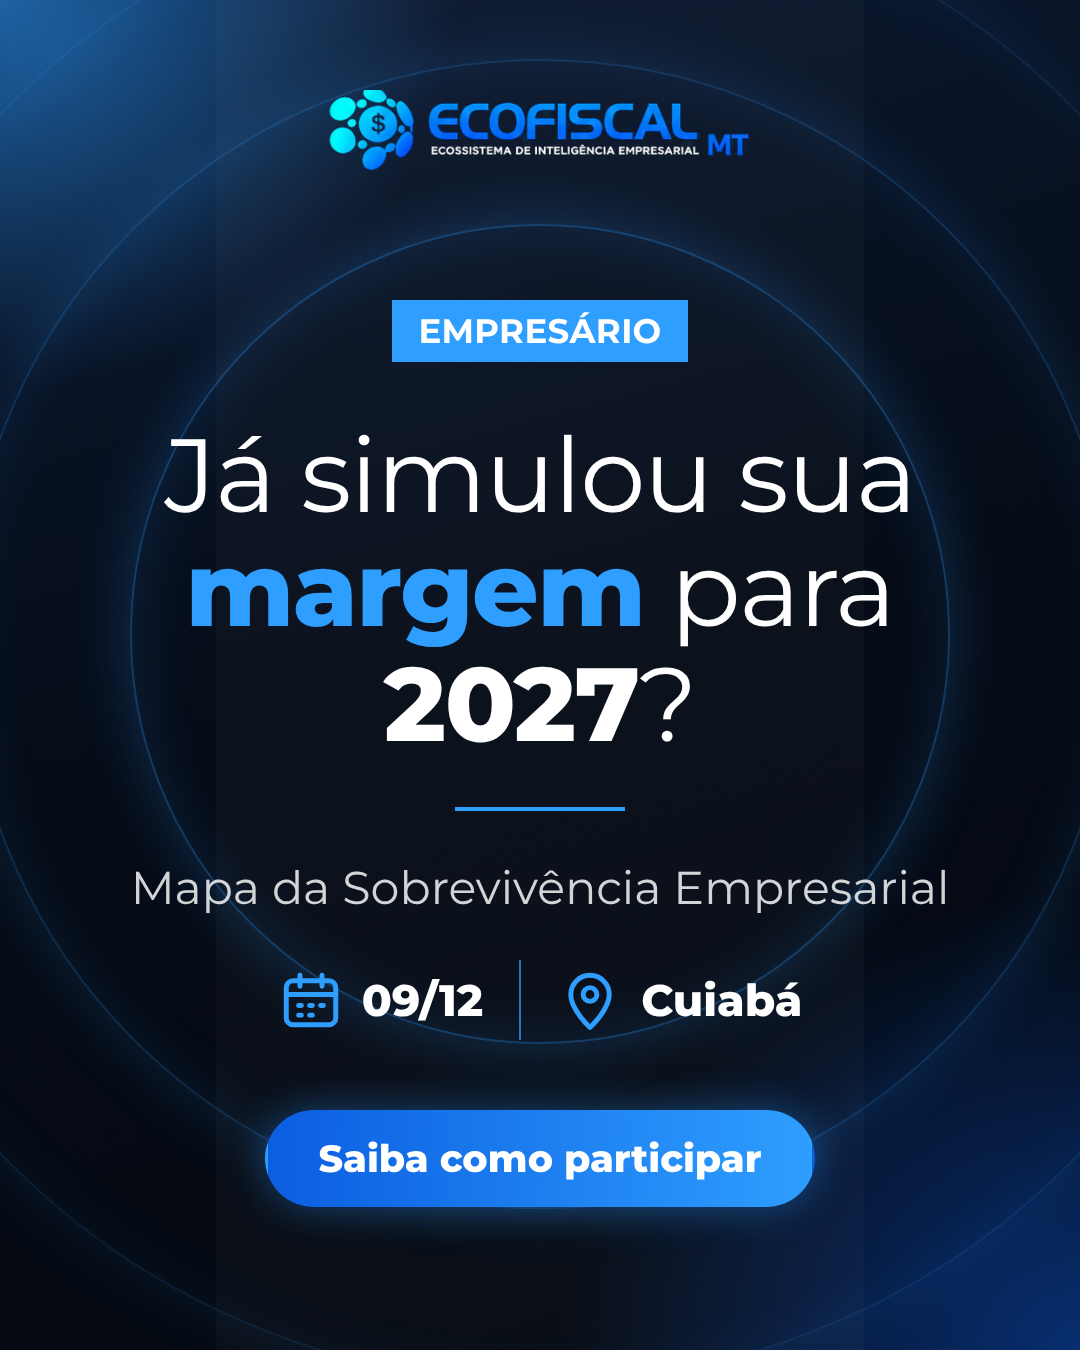 $
ECOFISCAL
ECOSSISTEMA DE INTELIGÊNCIA EMPRESARIAL MT
EMPRESÁRIO
Já simulou sua
margem para
2027?
Mapa da Sobrevivência Empresarial
09/12 Cuiabá
Saiba como participar